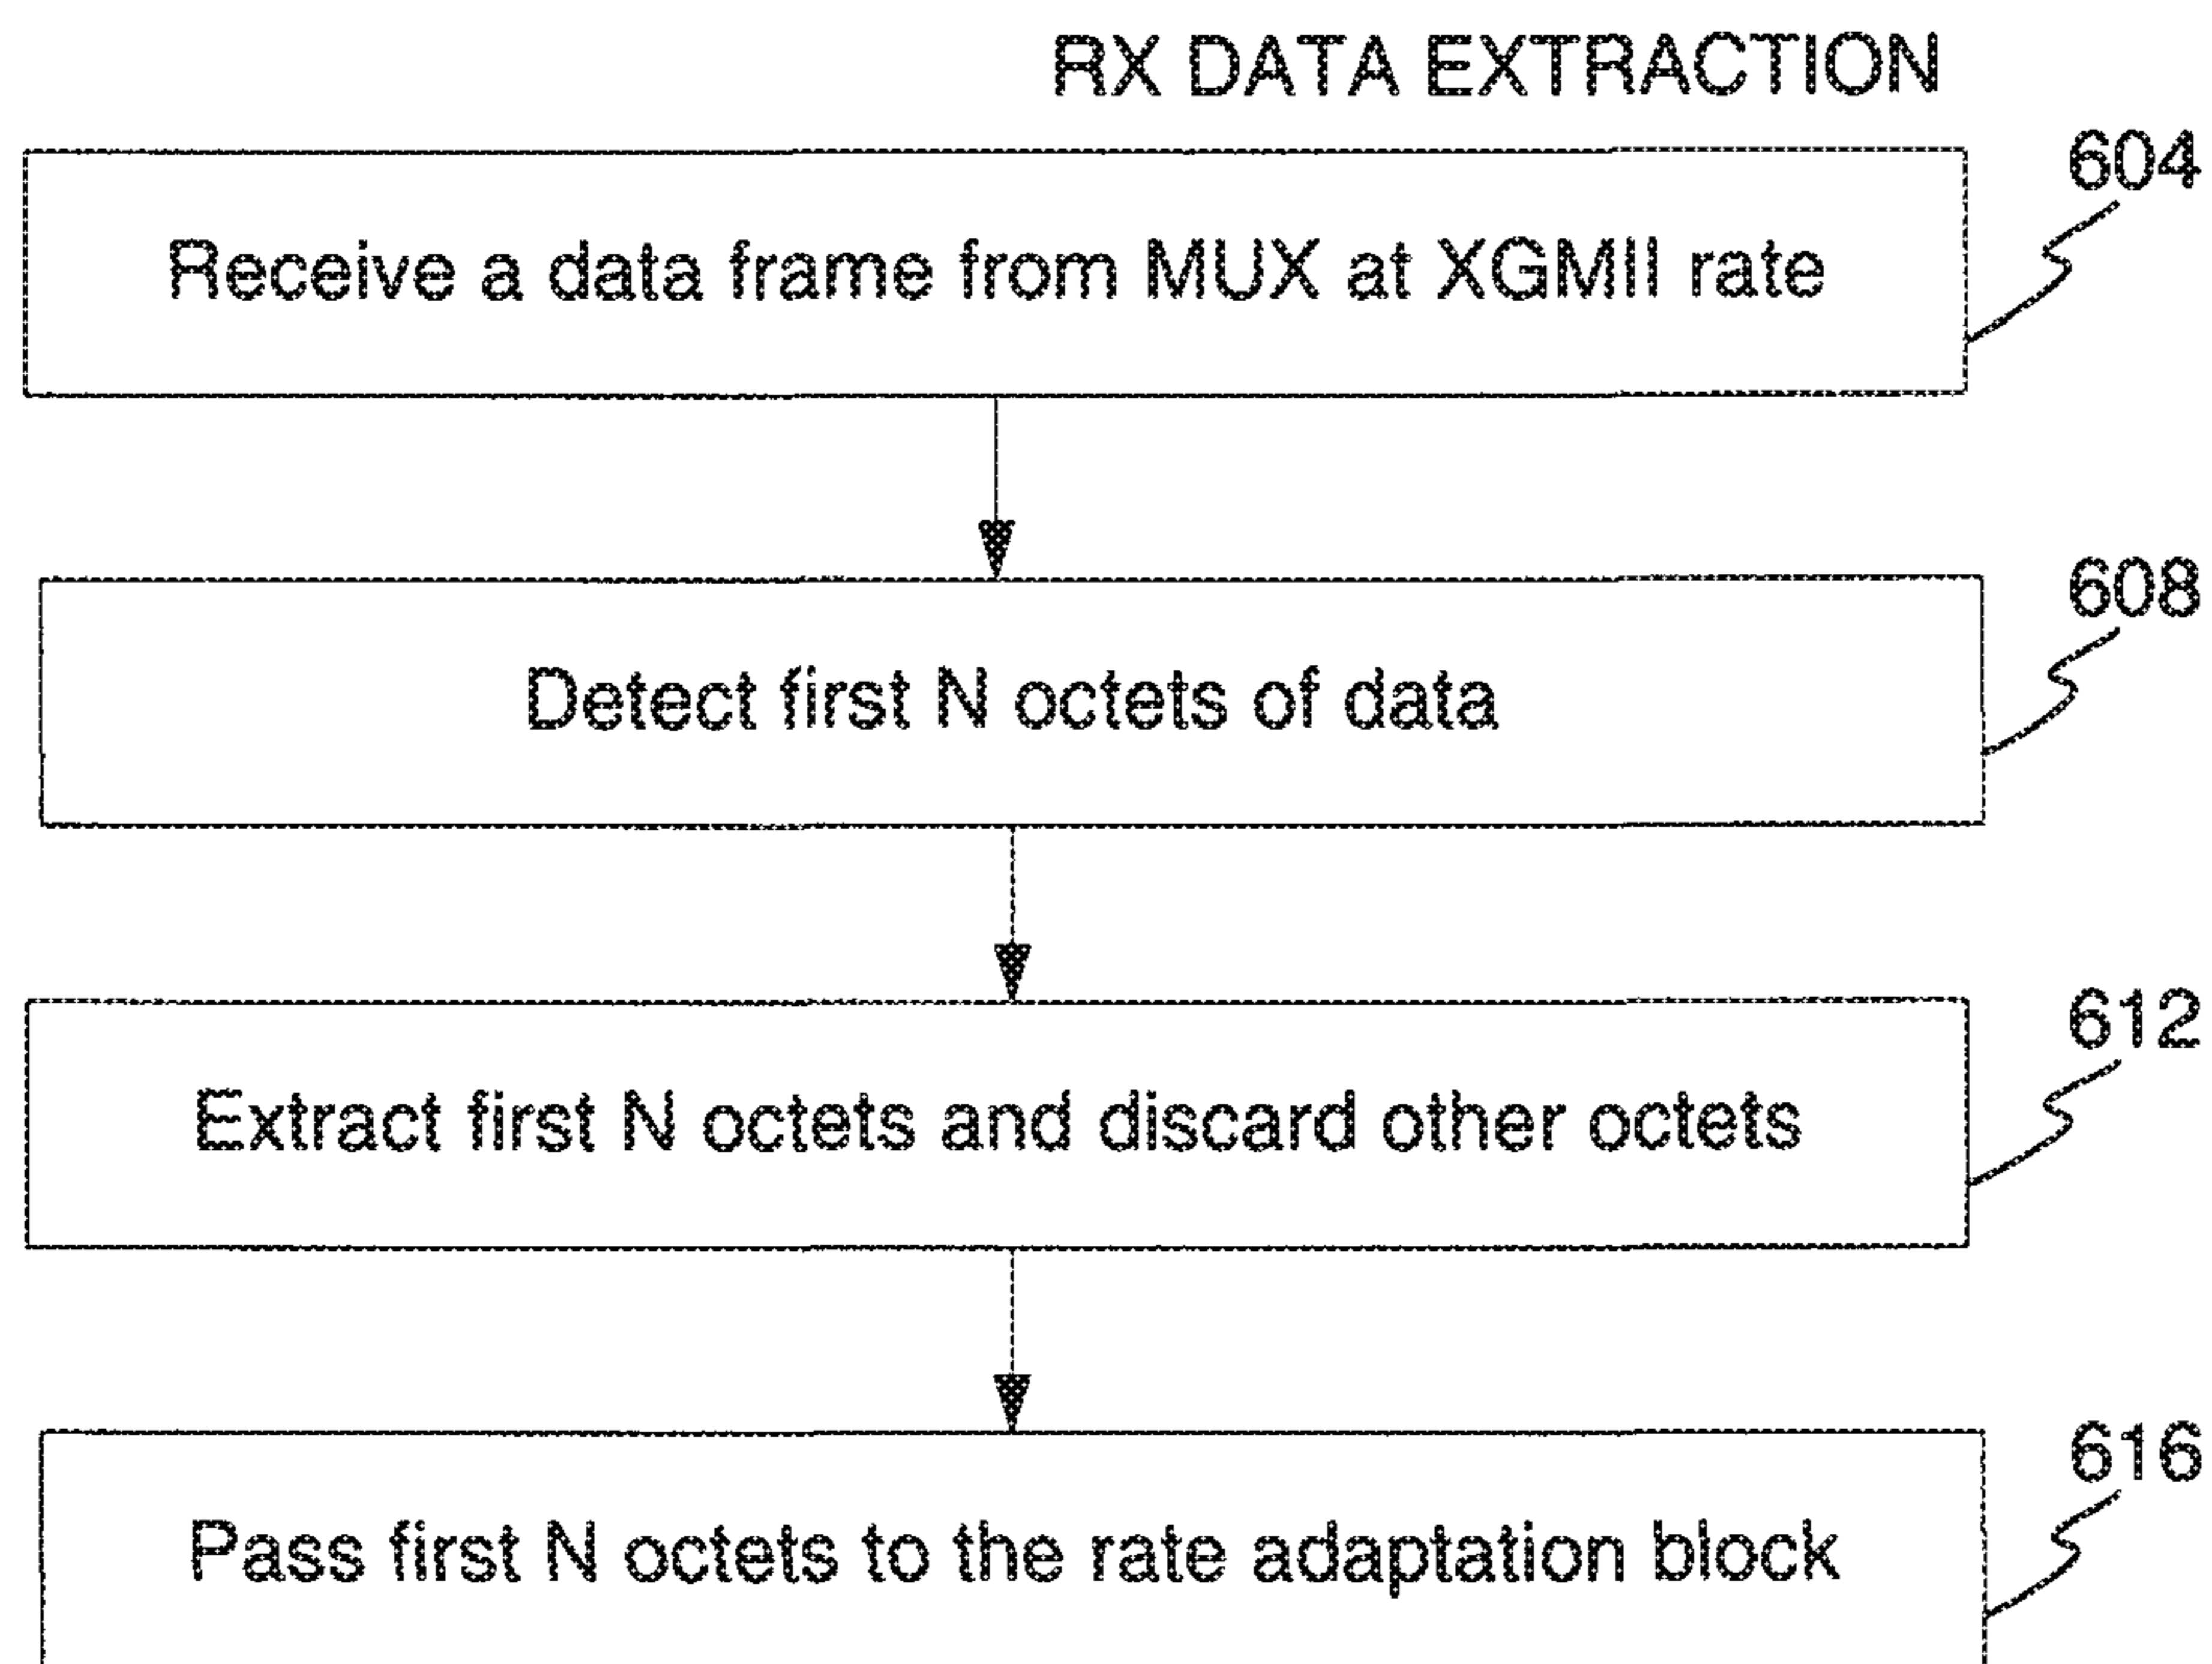 RX DATA EXTRACTION
604
Receive a data frame from MUX at XGMII rate
608
Detect first N octets of data
612
Extract first N octets and discard other octets
616
Pass first N octets to the rate adaptation block